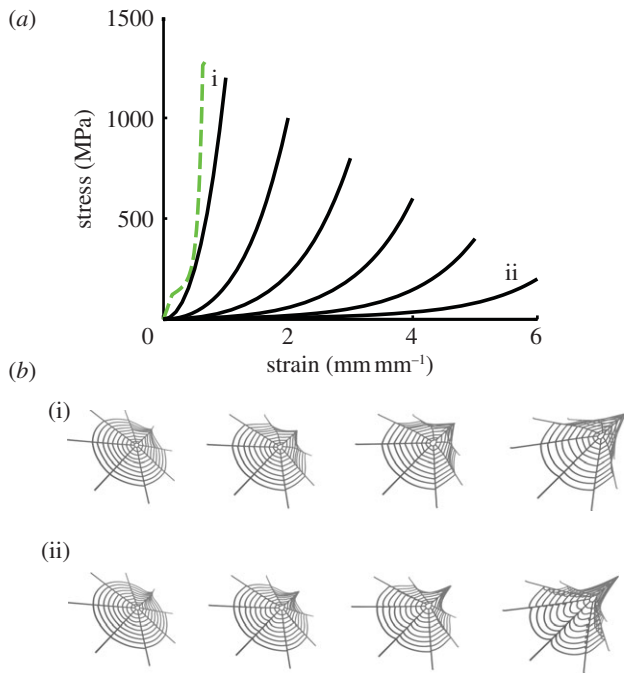 (a)
1500
1000
500
0
stress (MPa)
i
ii
2
4
6
strain (mm mm⁻¹)
(b)
(i)
(ii)